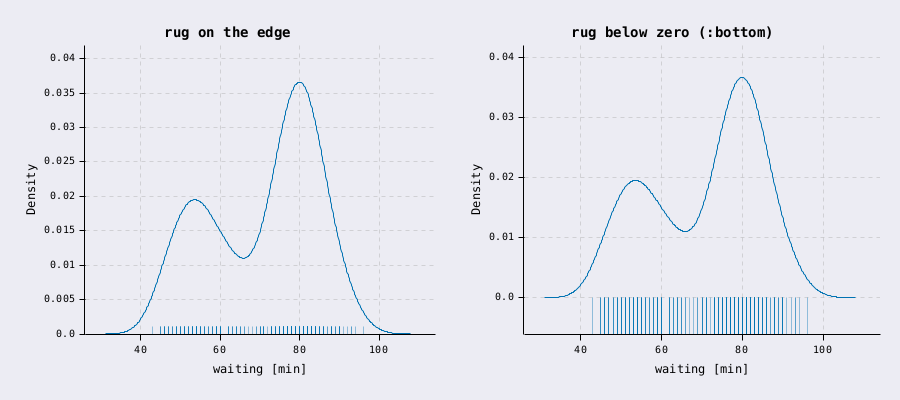 rug on the edge
0.04
0.035
0.03
0.025
0.02
0.015
0.01
0.005
0.0
Density
40 60 80 100
waiting [min]
rug below zero (:bottom)
0.04
0.03
0.02
0.01
0.0
Density
40 60 80 100
waiting [min]